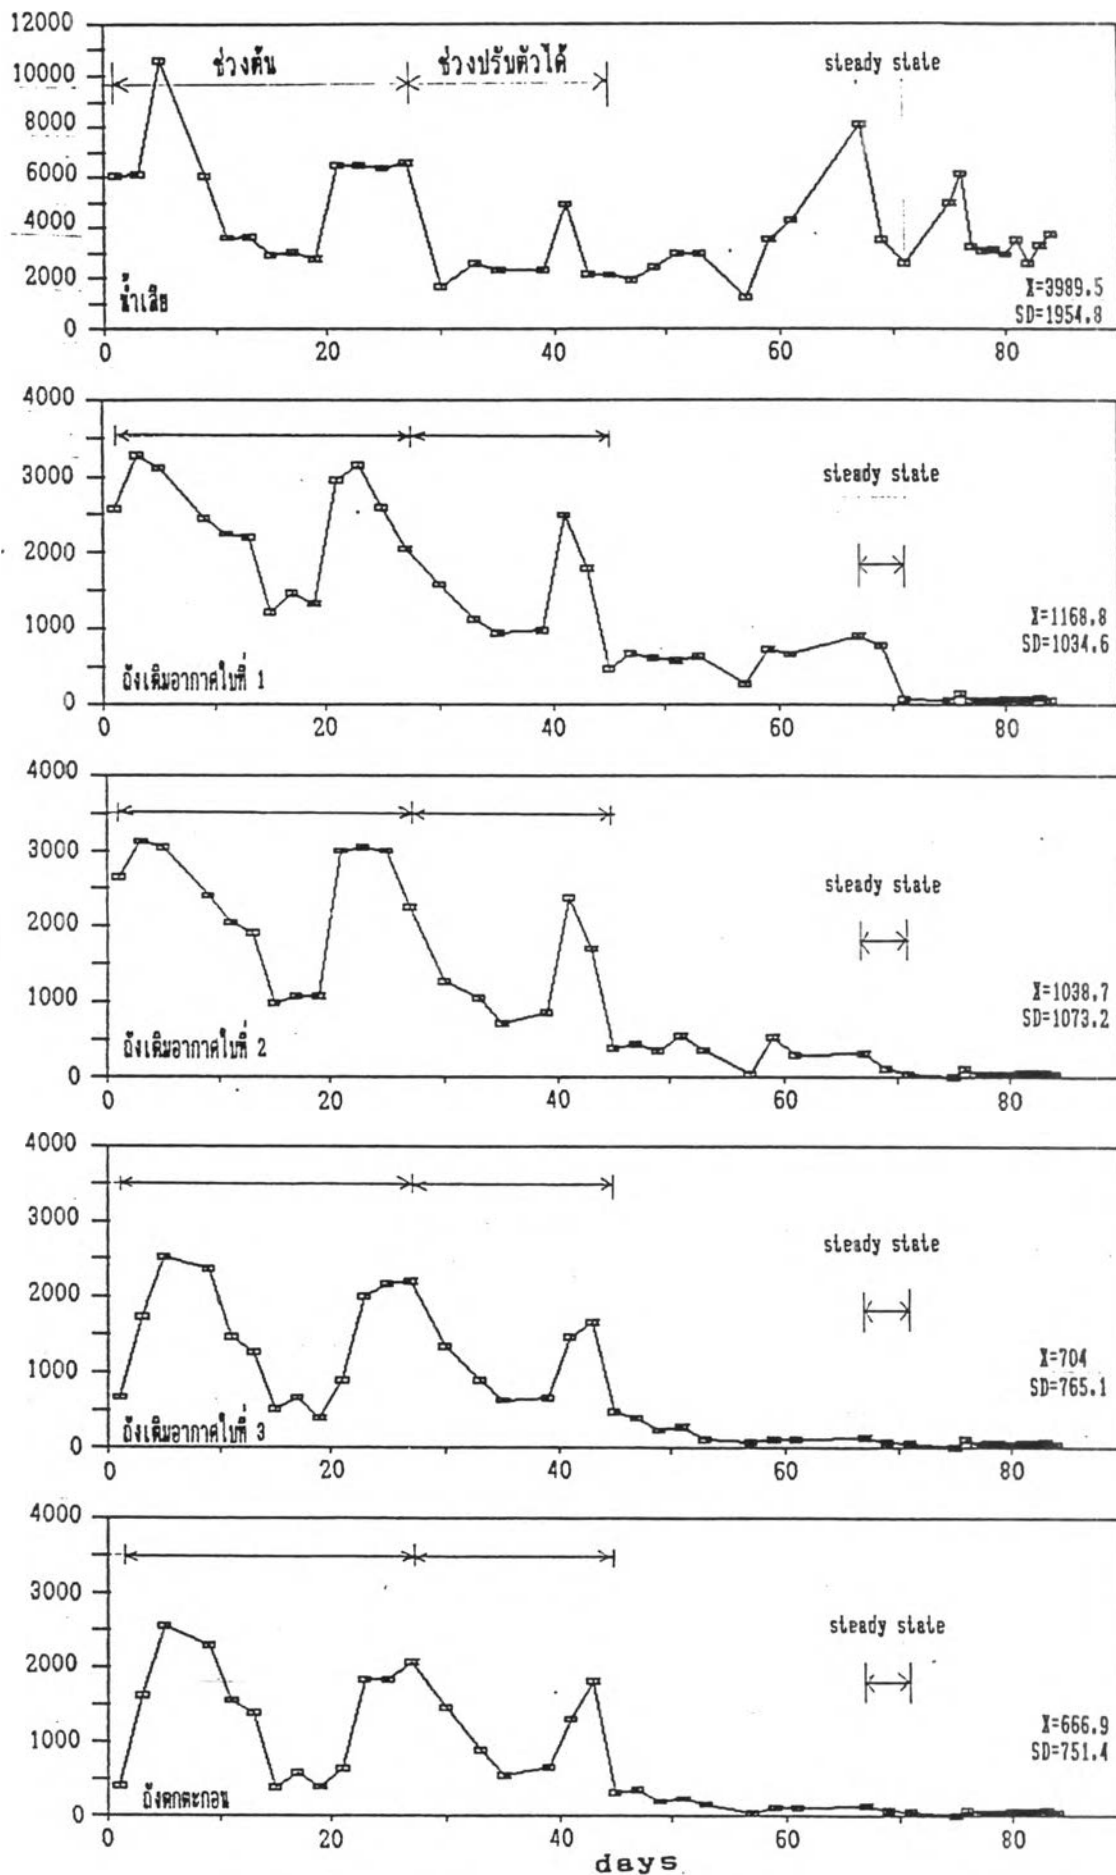 12000
10000
8000
6000
4000
2000
0
ช่วงต้น
ช่วงปรับตัวได้
steady state
น้ำเสีย
X̄=3989.5
SD=1954.8
0 20 40 60 80
4000
3000
2000
1000
0
steady state
ถังเติมอากาศใบที่ 1
X̄=1168.8
SD=1034.6
0 20 40 60 80
4000
3000
2000
1000
0
steady state
ถังเติมอากาศใบที่ 2
X̄=1038.7
SD=1073.2
0 20 40 60 80
4000
3000
2000
1000
0
steady state
ถังเติมอากาศใบที่ 3
X̄=704
SD=765.1
0 20 40 60 80
4000
3000
2000
1000
0
steady state
ถังตกตะกอน
X̄=666.9
SD=751.4
0 20 40 60 80
days